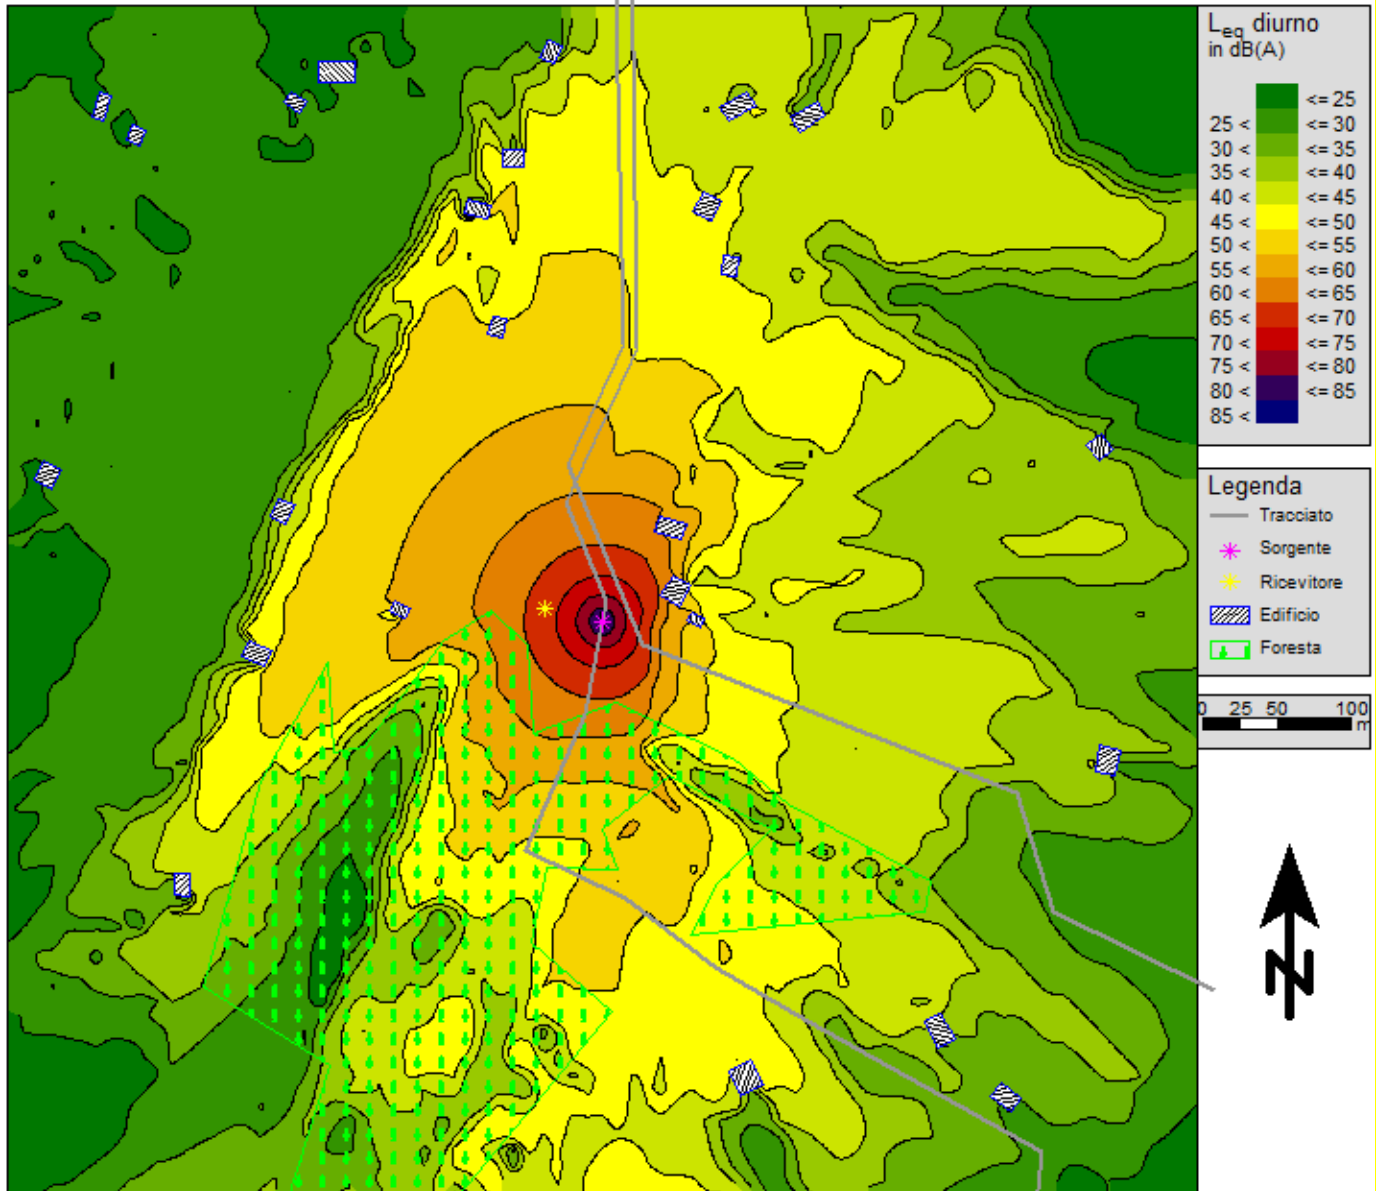 Leq diurno
in dB(A)
<= 25
25 < <= 30
30 < <= 35
35 < <= 40
40 < <= 45
45 < <= 50
50 < <= 55
55 < <= 60
60 < <= 65
65 < <= 70
70 < <= 75
75 < <= 80
80 < <= 85
85 <
Legenda
Tracciato
Sorgente
Ricevitore
Edificio
Foresta
0 25 50 100
m
N